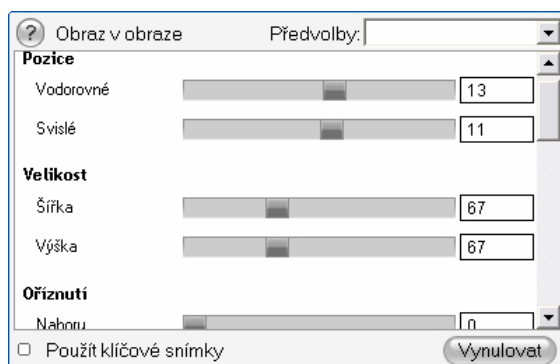 ? Obraz v obraze Předvolby:
Pozice
Vodorovné 13
Svislé 11
Velikost
Šířka 67
Výška 67
Oříznutí
Nahoru 0
Použít klíčové snímky Vynulovat